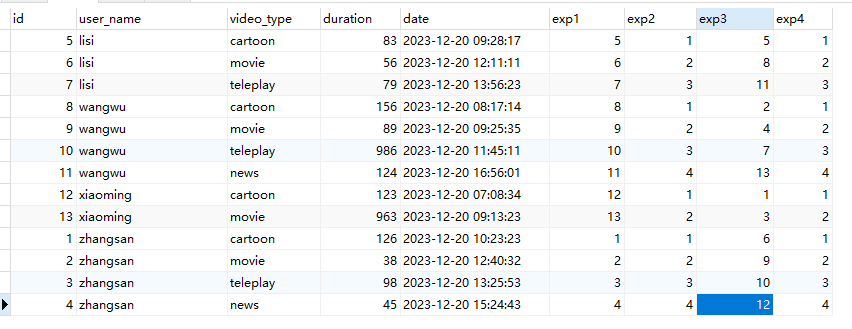 id user_name video_type duration date exp1 exp2 exp3 exp4
5 lisi cartoon 83 2023-12-20 09:28:17 5 1 5 1
6 lisi movie 56 2023-12-20 12:11:11 6 2 8 2
7 lisi teleplay 79 2023-12-20 13:56:23 7 3 11 3
8 wangwu cartoon 156 2023-12-20 08:17:14 8 1 2 1
9 wangwu movie 89 2023-12-20 09:25:35 9 2 4 2
10 wangwu teleplay 986 2023-12-20 11:45:11 10 3 7 3
11 wangwu news 124 2023-12-20 16:56:01 11 4 13 4
12 xiaoming cartoon 123 2023-12-20 07:08:34 12 1 1 1
13 xiaoming movie 963 2023-12-20 09:13:23 13 2 3 2
1 zhangsan cartoon 126 2023-12-20 10:23:23 1 1 6 1
2 zhangsan movie 38 2023-12-20 12:40:32 2 2 9 2
3 zhangsan teleplay 98 2023-12-20 13:25:53 3 3 10 3
4 zhangsan news 45 2023-12-20 15:24:43 4 4 12 4